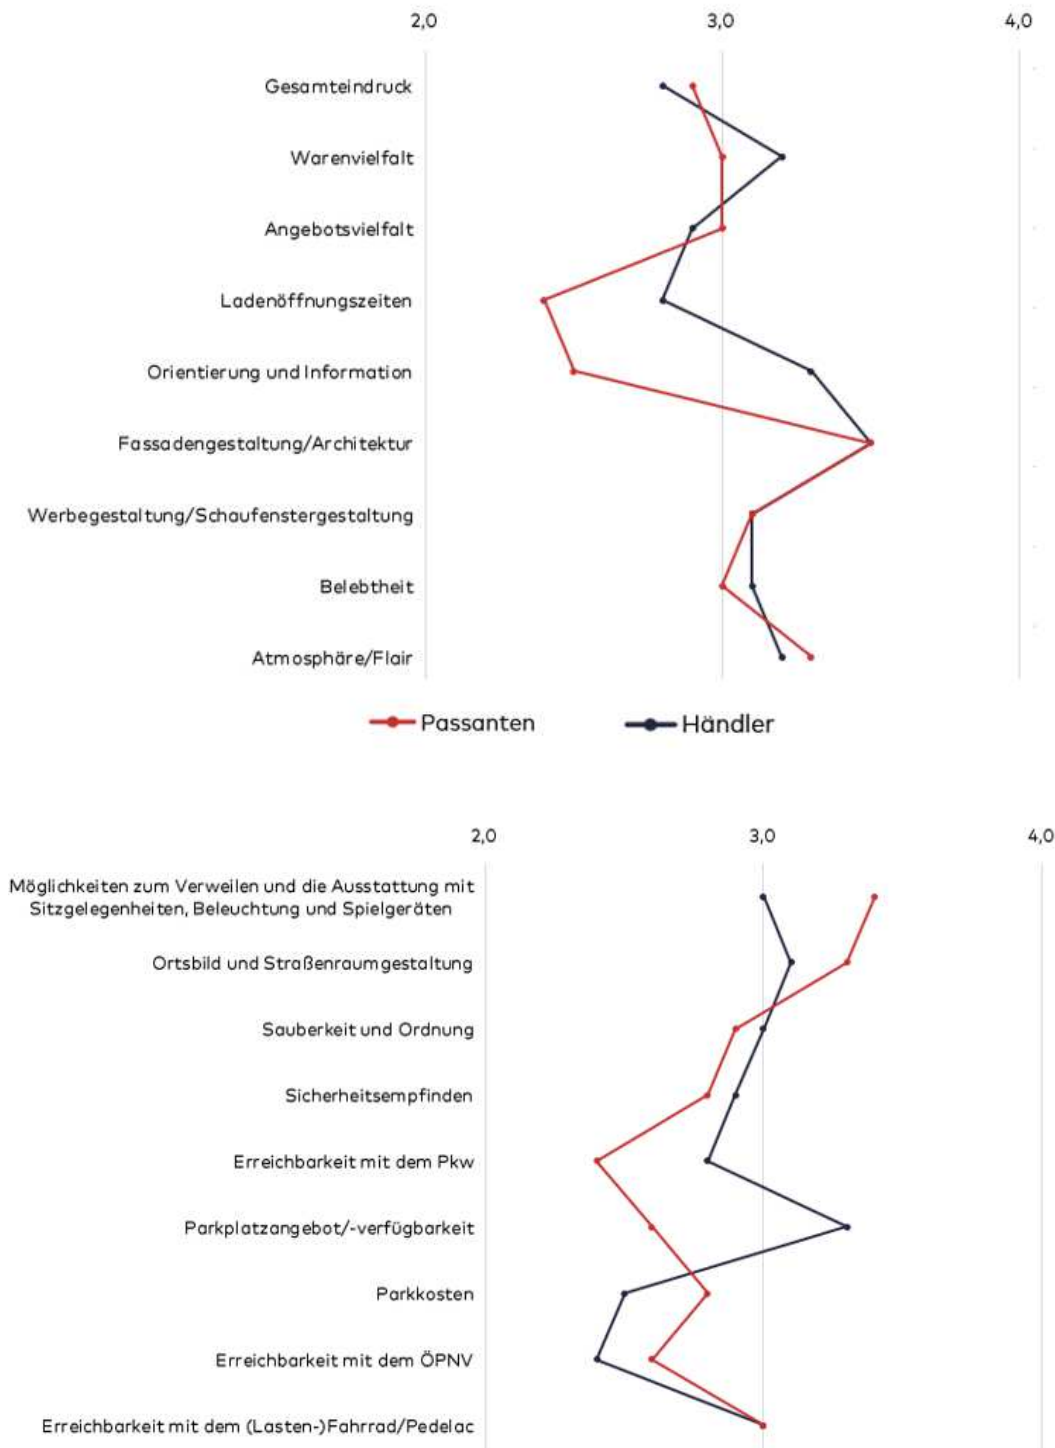 2,0 3,0 4,0
Gesamteindruck
Warenvielfalt
Angebotsvielfalt
Ladenöffnungszeiten
Orientierung und Information
Fassadengestaltung/Architektur
Werbegestaltung/Schaufenstergestaltung
Belebtheit
Atmosphäre/Flair
Passanten Händler
2,0 3,0 4,0
Möglichkeiten zum Verweilen und die Ausstattung mit
Sitzgelegenheiten, Beleuchtung und Spielgeräten
Ortsbild und Straßenraumgestaltung
Sauberkeit und Ordnung
Sicherheitsempfinden
Erreichbarkeit mit dem Pkw
Parkplatzangebot/-verfügbarkeit
Parkkosten
Erreichbarkeit mit dem ÖPNV
Erreichbarkeit mit dem (Lasten-)Fahrrad/Pedelac